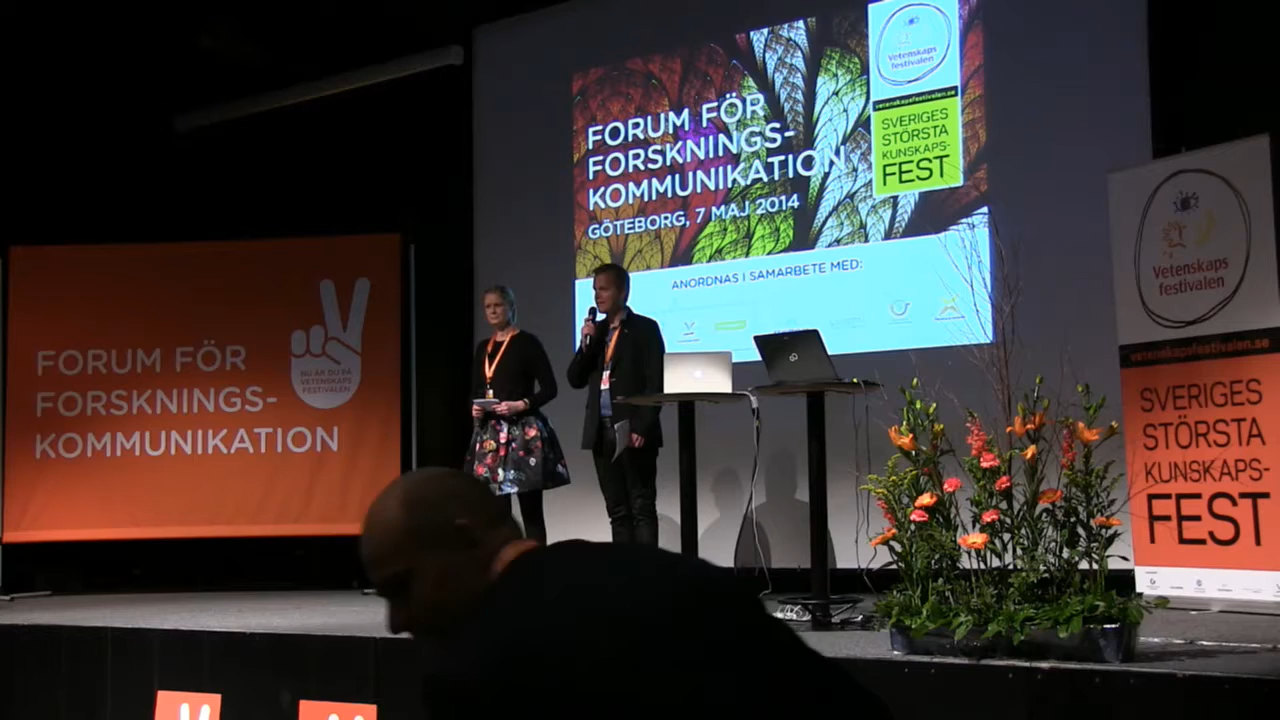 FORUM FÖR
FORSKNINGS-
KOMMUNIKATION
GÖTEBORG, 7 MAJ 2014
ANORDNAS I SAMARBETE MED:
Vetenskaps
festivalen
vetenskapsfestivalen.se
SVERIGES
STÖRSTA
KUNSKAPS-
FEST
FORUM FÖR
FORSKNINGS-
KOMMUNIKATION
NU ÄR DU PÅ
VETENSKAPS
FESTIVALEN
Vetenskaps
festivalen
vetenskapsfestivalen.se
SVERIGES
STÖRSTA
KUNSKAPS-
FEST